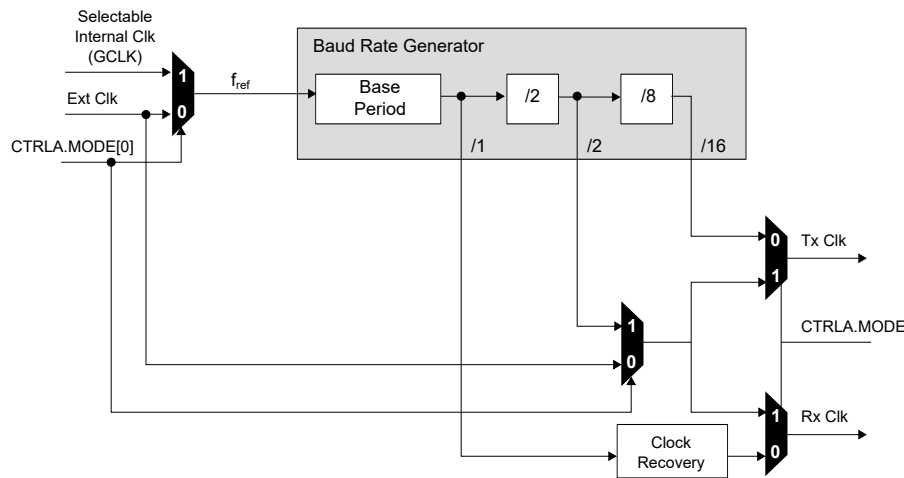 Selectable
Internal Clk
(GCLK)
Baud Rate Generator
1
f_ref
Base
Period
/2
/8
Ext Clk
0
CTRLA.MODE[0]
/1
/2
/16
0
Tx Clk
1
1
CTRLA.MODE
0
1
Rx Clk
Clock
Recovery
0